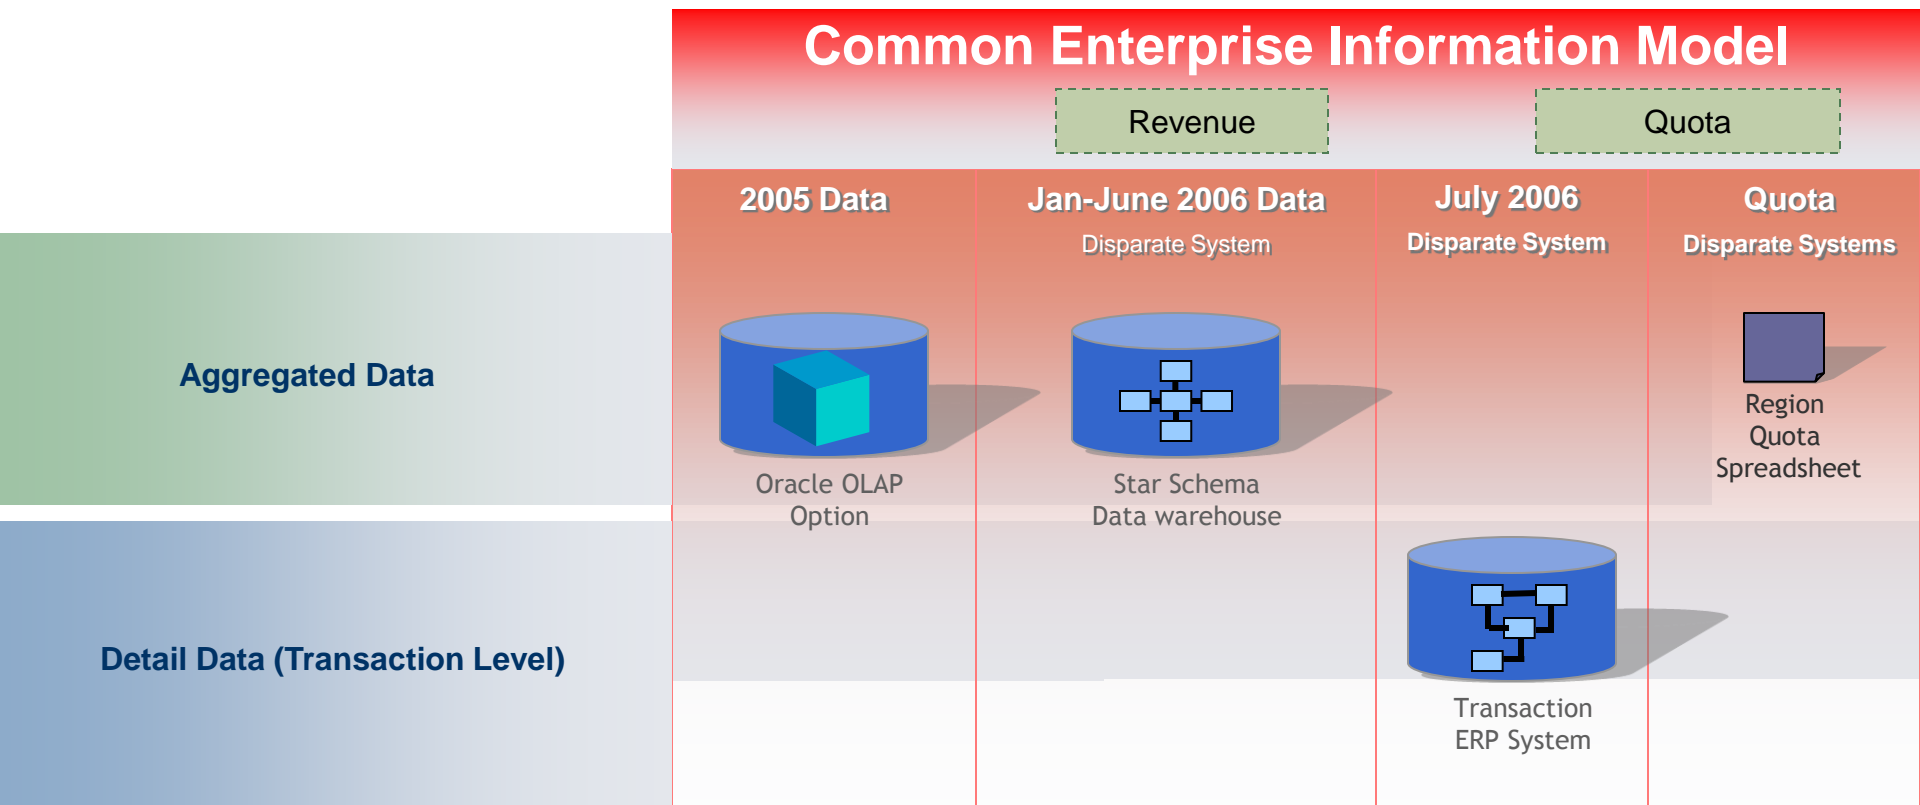 Common Enterprise Information Model
Revenue
Quota
2005 Data
Jan-June 2006 Data
Disparate System
July 2006
Disparate System
Quota
Disparate Systems
Aggregated Data
Oracle OLAP
Option
Star Schema
Data warehouse
Region
Quota
Spreadsheet
Detail Data (Transaction Level)
Transaction
ERP System